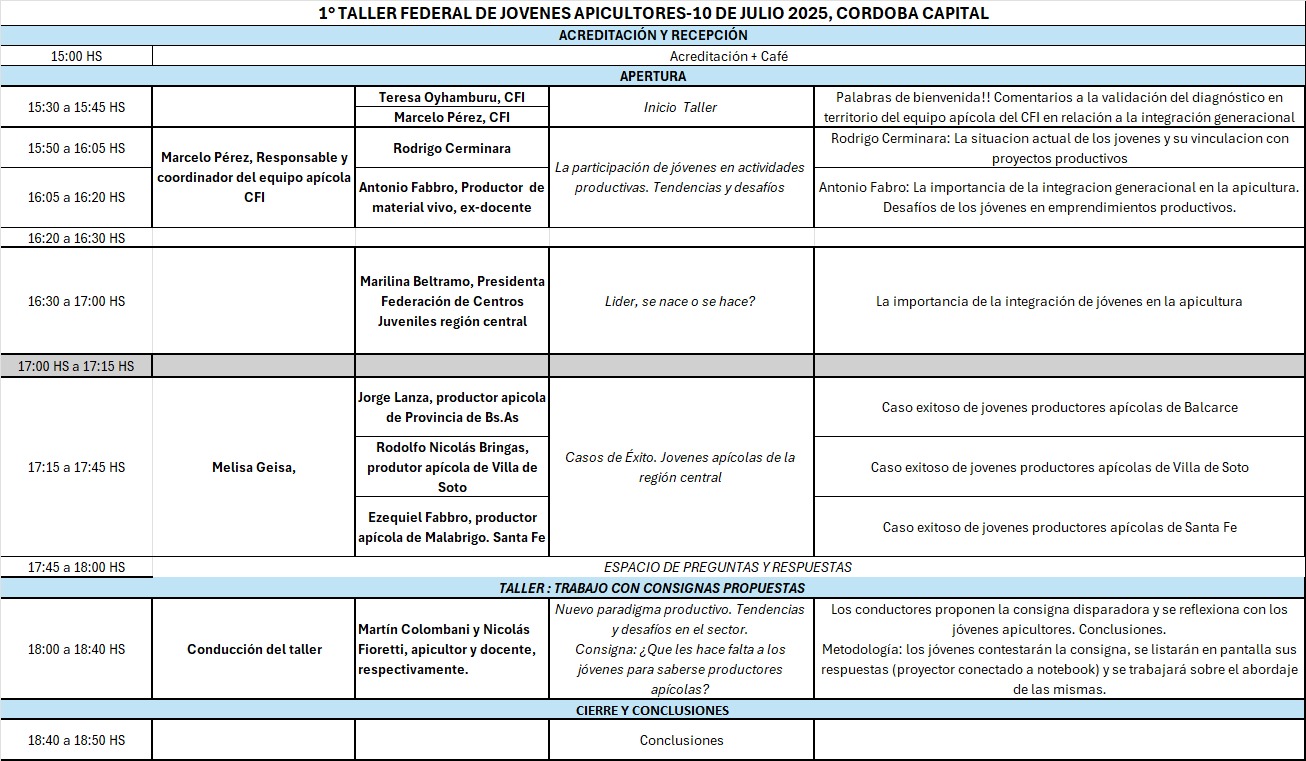 1° TALLER FEDERAL DE JOVENES APICULTORES-10 DE JULIO 2025, CORDOBA CAPITAL
ACREDITACIÓN Y RECEPCIÓN
15:00 HS
Acreditación + Café
APERTURA
15:30 a 15:45 HS
Teresa Oyhamburu, CFI
Marcelo Pérez, CFI
Inicio Taller
Palabras de bienvenida!! Comentarios a la validación del diagnóstico en
territorio del equipo apícola del CFI en relación a la integración generacional
15:50 a 16:05 HS
Marcelo Pérez, Responsable y
coordinador del equipo apícola
CFI
Rodrigo Cerminara
La participación de jóvenes en actividades
productivas. Tendencias y desafíos
Rodrigo Cerminara: La situacion actual de los jovenes y su vinculacion con
proyectos productivos
16:05 a 16:20 HS
Antonio Fabbro, Productor de
material vivo, ex-docente
Antonio Fabro: La importancia de la integracion generacional en la apicultura.
Desafíos de los jóvenes en emprendimientos productivos.
16:20 a 16:30 HS
16:30 a 17:00 HS
Marilina Beltramo, Presidenta
Federación de Centros
Juveniles región central
Lider, se nace o se hace?
La importancia de la integración de jóvenes en la apicultura
17:00 HS a 17:15 HS
17:15 a 17:45 HS
Melisa Geisa,
Jorge Lanza, productor apicola
de Provincia de Bs.As
Rodolfo Nicolás Bringas,
produtor apícola de Villa de
Soto
Ezequiel Fabbro, productor
apícola de Malabrigo. Santa Fe
Casos de Éxito. Jovenes apícolas de la
región central
Caso exitoso de jovenes productores apícolas de Balcarce
Caso exitoso de jovenes productores apícolas de Villa de Soto
Caso exitoso de jovenes productores apícolas de Santa Fe
17:45 a 18:00 HS
ESPACIO DE PREGUNTAS Y RESPUESTAS
TALLER : TRABAJO CON CONSIGNAS PROPUESTAS
18:00 a 18:40 HS
Conducción del taller
Martín Colombani y Nicolás
Fioretti, apicultor y docente,
respectivamente.
Nuevo paradigma productivo. Tendencias
y desafíos en el sector.
Consigna: ¿Que les hace falta a los
jóvenes para saberse productores
apícolas?
Los conductores proponen la consigna disparadora y se reflexiona con los
jóvenes apicultores. Conclusiones.
Metodología: los jóvenes contestarán la consigna, se listarán en pantalla sus
respuestas (proyector conectado a notebook) y se trabajará sobre el abordaje
de las mismas.
CIERRE Y CONCLUSIONES
18:40 a 18:50 HS
Conclusiones